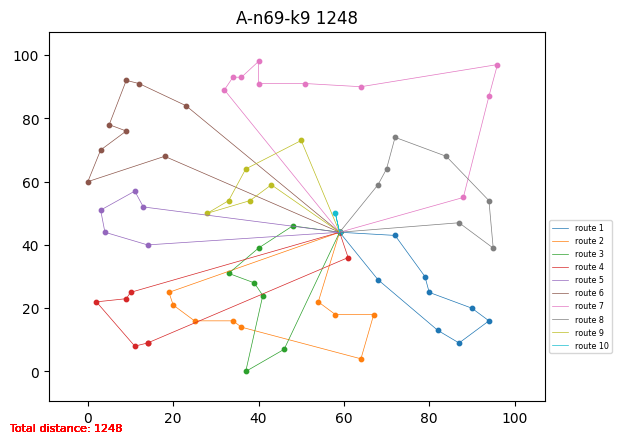 A-n69-k9 1248
100
80
60
40
20
0
0 20 40 60 80 100
route 1
route 2
route 3
route 4
route 5
route 6
route 7
route 8
route 9
route 10
Total distance: 1248